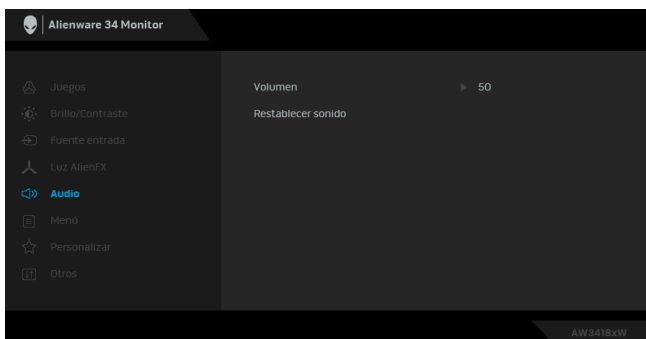 Alienware 34 Monitor
Juegos
Volumen 50
Brillo/Contraste
Restablecer sonido
Fuente entrada
Luz AlienFX
Audio
Menú
Personalizar
Otros
AW3418xW